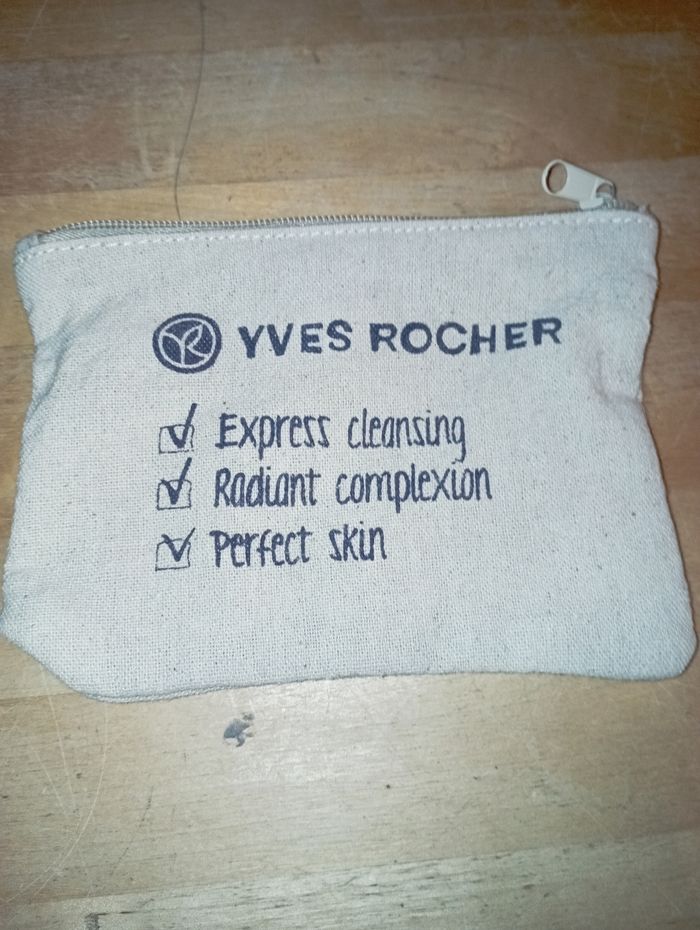 YVES ROCHER
Express cleansing
Radiant complexion
Perfect skin